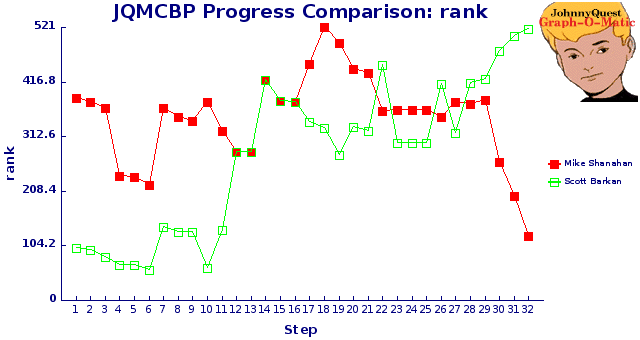 JQMCBP Progress Comparison: rank
JohnnyQuest
Graph-O-Matic
521
416.8
312.6
208.4
104.2
0
rank
1 2 3 4 5 6 7 8 9 10 11 12 13 14 15 16 17 18 19 20 21 22 23 24 25 26 27 28 29 30 31 32
Step
Mike Shanahan
Scott Barkan